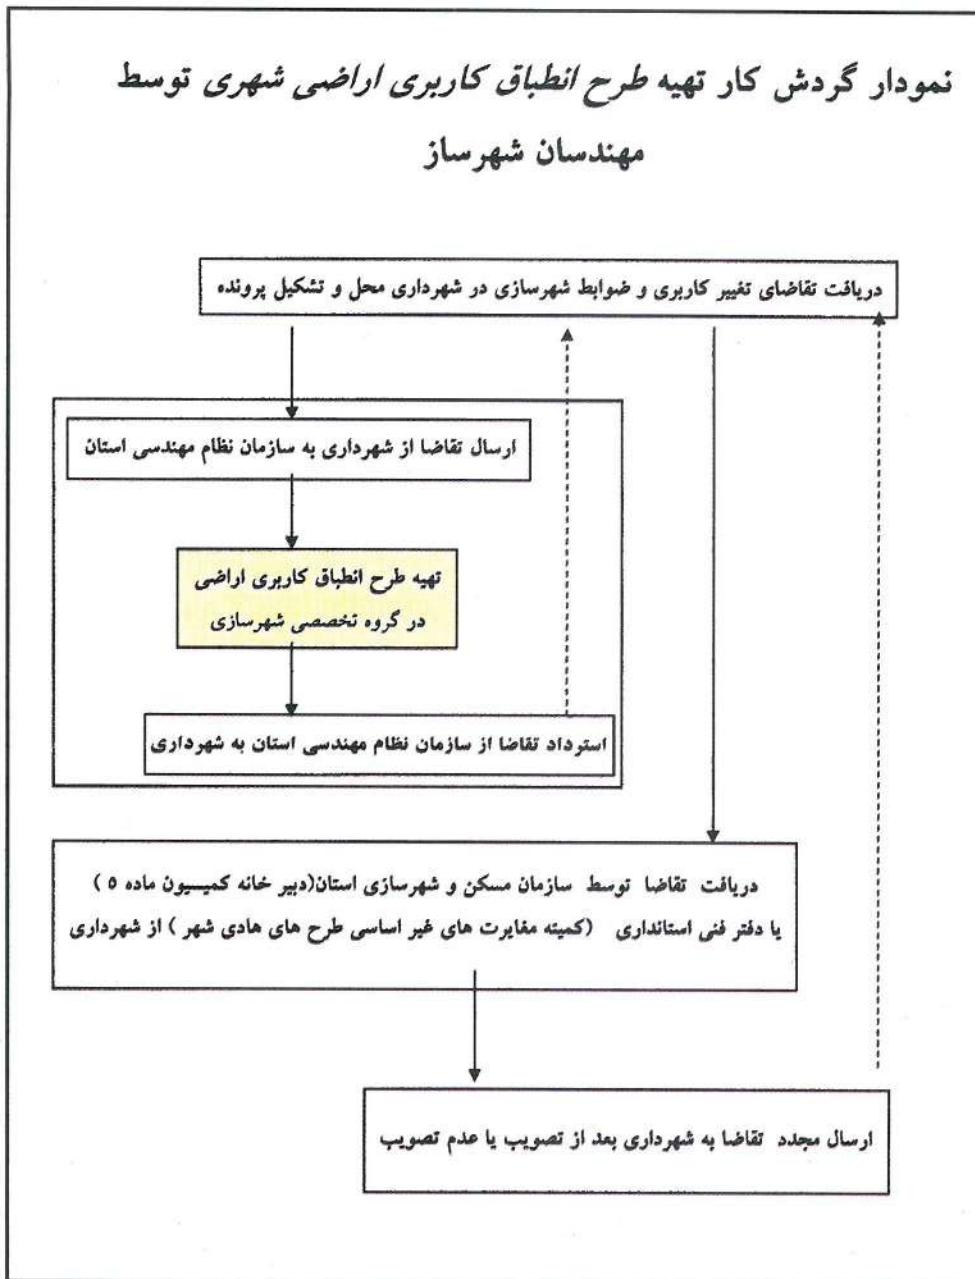 نمودار گردش کار تهیه طرح انطباق کاربری اراضی شهری توسط
مهندسان شهرساز
دریافت تقاضای تغییر کاربری و ضوابط شهرسازی در شهرداری محل و تشکیل پرونده
ارسال تقاضا از شهرداری به سازمان نظام مهندسی استان
تهیه طرح انطباق کاربری اراضی
در گروه تخصصی شهرسازی
استرداد تقاضا از سازمان نظام مهندسی استان به شهرداری
دریافت تقاضا توسط سازمان مسکن و شهرسازی استان(دبیر خانه کمیسیون ماده ۵ )
یا دفتر فنی استانداری (کمیته مغایرت های غیر اساسی طرح های هادی شهر ) از شهرداری
ارسال مجدد تقاضا به شهرداری بعد از تصویب یا عدم تصویب